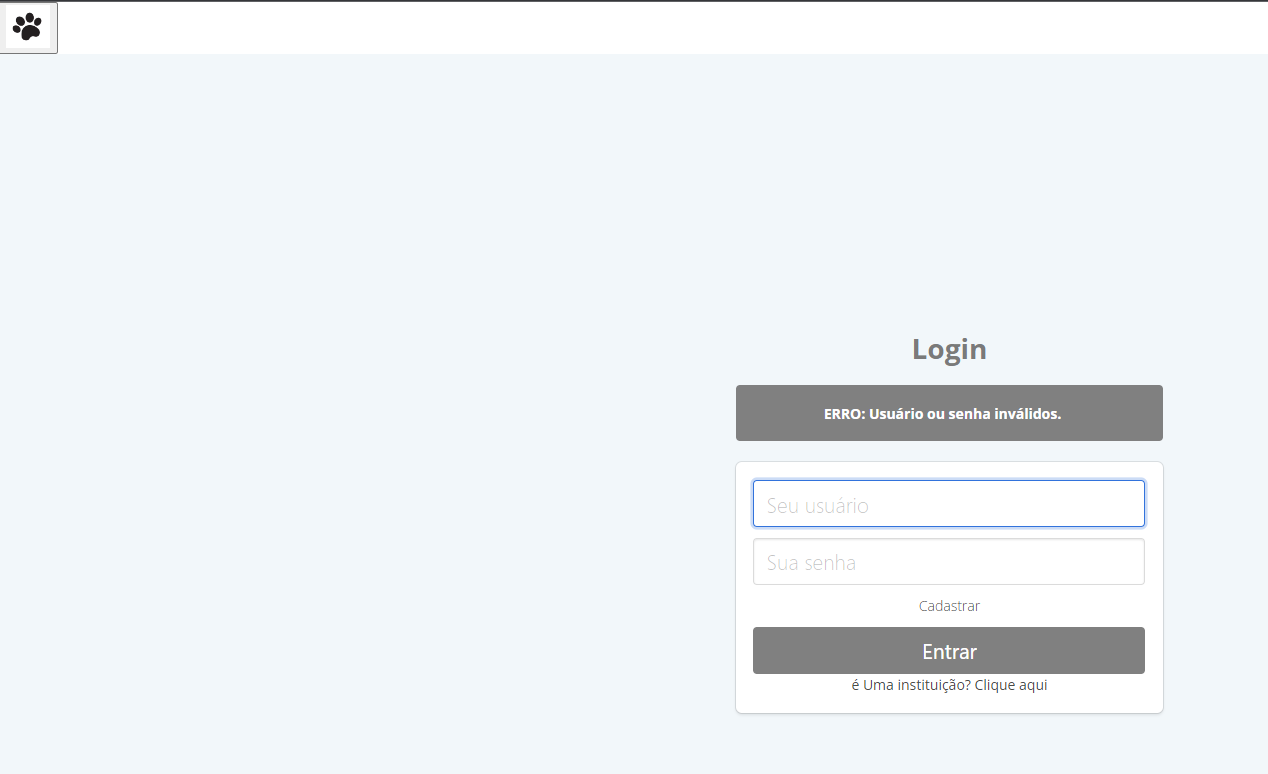 Login
ERRO: Usuário ou senha inválidos.
Seu usuário
Sua senha
Cadastrar
Entrar
é Uma instituição? Clique aqui